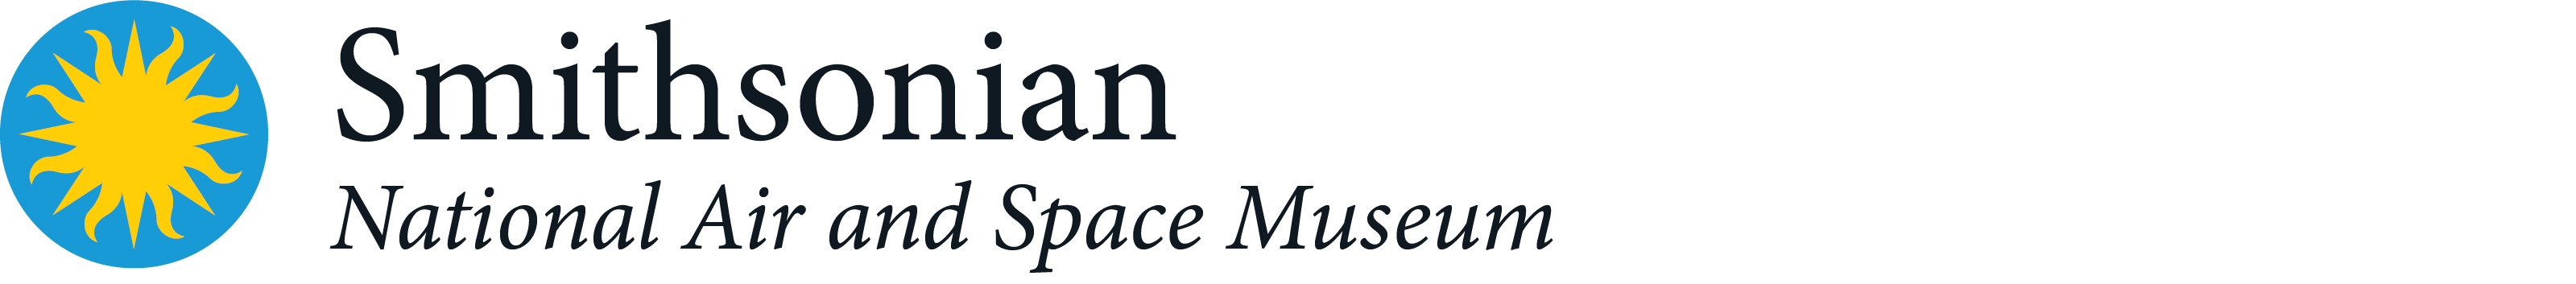 Smithsonian
National Air and Space Museum